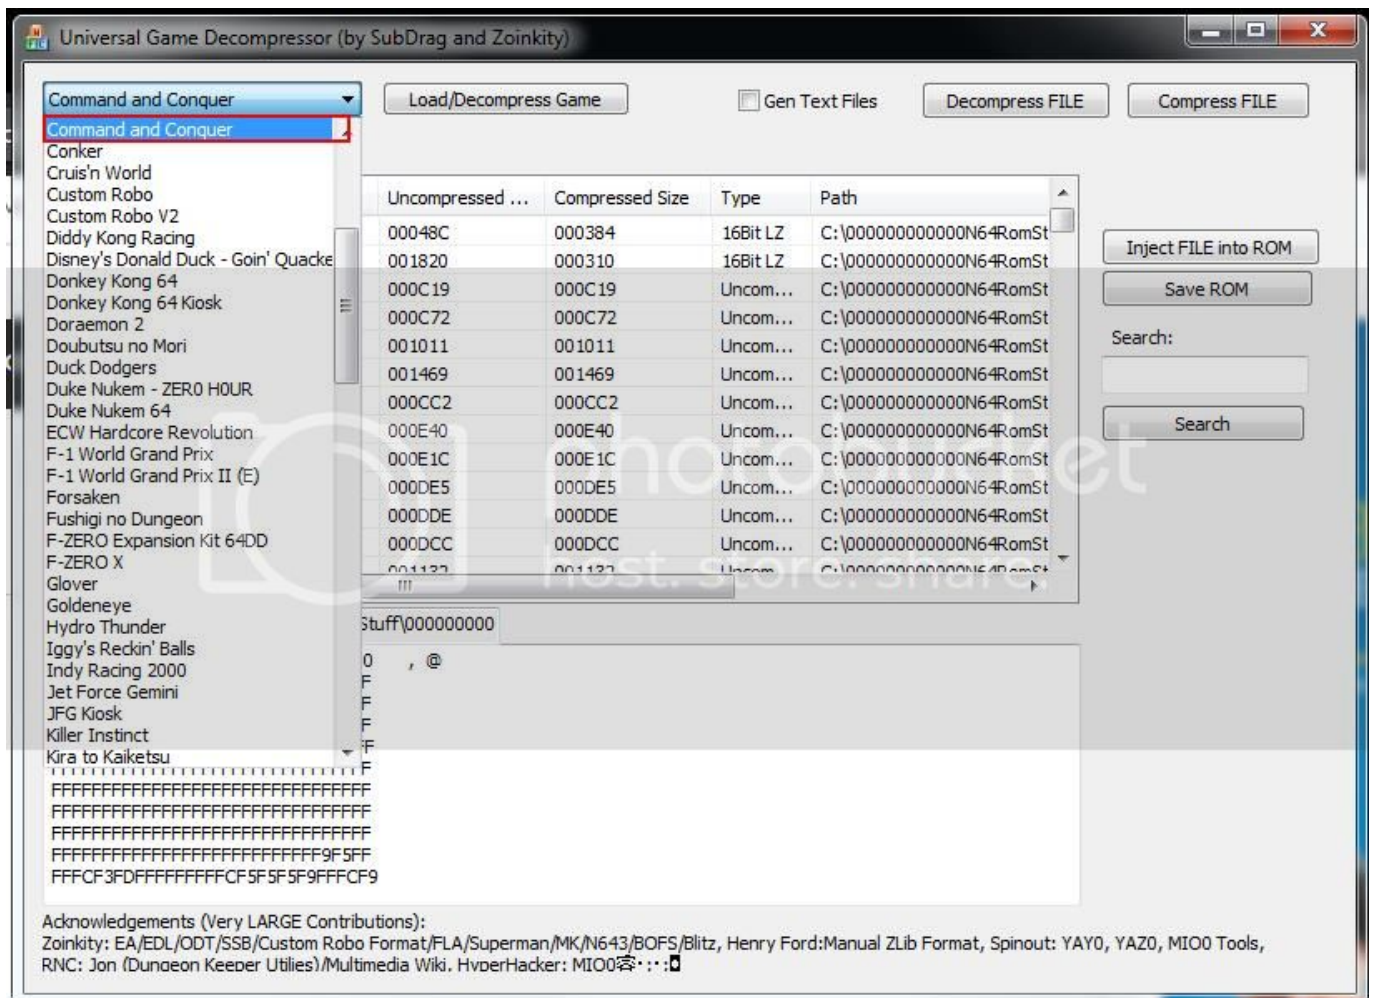 Universal Game Decompressor (by SubDrag and Zoinkity)
Command and Conquer
Load/Decompress Game
Gen Text Files
Decompress FILE
Compress FILE
Command and Conquer
Conker
Cruis'n World
Custom Robo
Custom Robo V2
Diddy Kong Racing
Disney's Donald Duck - Goin' Quacke
Donkey Kong 64
Donkey Kong 64 Kiosk
Doraemon 2
Doubutsu no Mori
Duck Dodgers
Duke Nukem - ZER0 H0UR
Duke Nukem 64
ECW Hardcore Revolution
F-1 World Grand Prix
F-1 World Grand Prix II (E)
Forsaken
Fushigi no Dungeon
F-ZERO Expansion Kit 64DD
F-ZERO X
Glover
Goldeneye
Hydro Thunder
Iggy's Reckin' Balls
Indy Racing 2000
Jet Force Gemini
JFG Kiosk
Killer Instinct
Kira to Kaiketsu
Uncompressed ... Compressed Size Type Path
00048C 000384 16Bit LZ C:\000000000000N64RomSt
001820 000310 16Bit LZ C:\000000000000N64RomSt
000C19 000C19 Uncom... C:\000000000000N64RomSt
000C72 000C72 Uncom... C:\000000000000N64RomSt
001011 001011 Uncom... C:\000000000000N64RomSt
001469 001469 Uncom... C:\000000000000N64RomSt
000CC2 000CC2 Uncom... C:\000000000000N64RomSt
000E40 000E40 Uncom... C:\000000000000N64RomSt
000E1C 000E1C Uncom... C:\000000000000N64RomSt
000DE5 000DE5 Uncom... C:\000000000000N64RomSt
000DDE 000DDE Uncom... C:\000000000000N64RomSt
000DCC 000DCC Uncom... C:\000000000000N64RomSt
001132 001132 Uncom... C:\000000000000N64RomSt
Inject FILE into ROM
Save ROM
Search:
Search
photobucket
host. store. share.
Stuff\000000000
0 , @
F
F
F
FF
F
FFFFFFFFFFFFFFFFFFFFFFFFFFFFFFFF
FFFFFFFFFFFFFFFFFFFFFFFFFFFFFFFF
FFFFFFFFFFFFFFFFFFFFFFFFFFFFFFFF
FFFFFFFFFFFFFFFFFFFFFFFFFFFF9F5FF
FFFCF3FDFFFFFFFFFCF5F5F5F9FFFCF9
Acknowledgements (Very LARGE Contributions):
Zoinkity: EA/EDL/ODT/SSB/Custom Robo Format/FLA/Superman/MK/N643/BOFS/Blitz, Henry Ford:Manual ZLib Format, Spinout: YAY0, YAZ0, MIO0 Tools,
RNC: Jon (Dungeon Keeper Utilies)/Multimedia Wiki, HyperHacker: MIO0